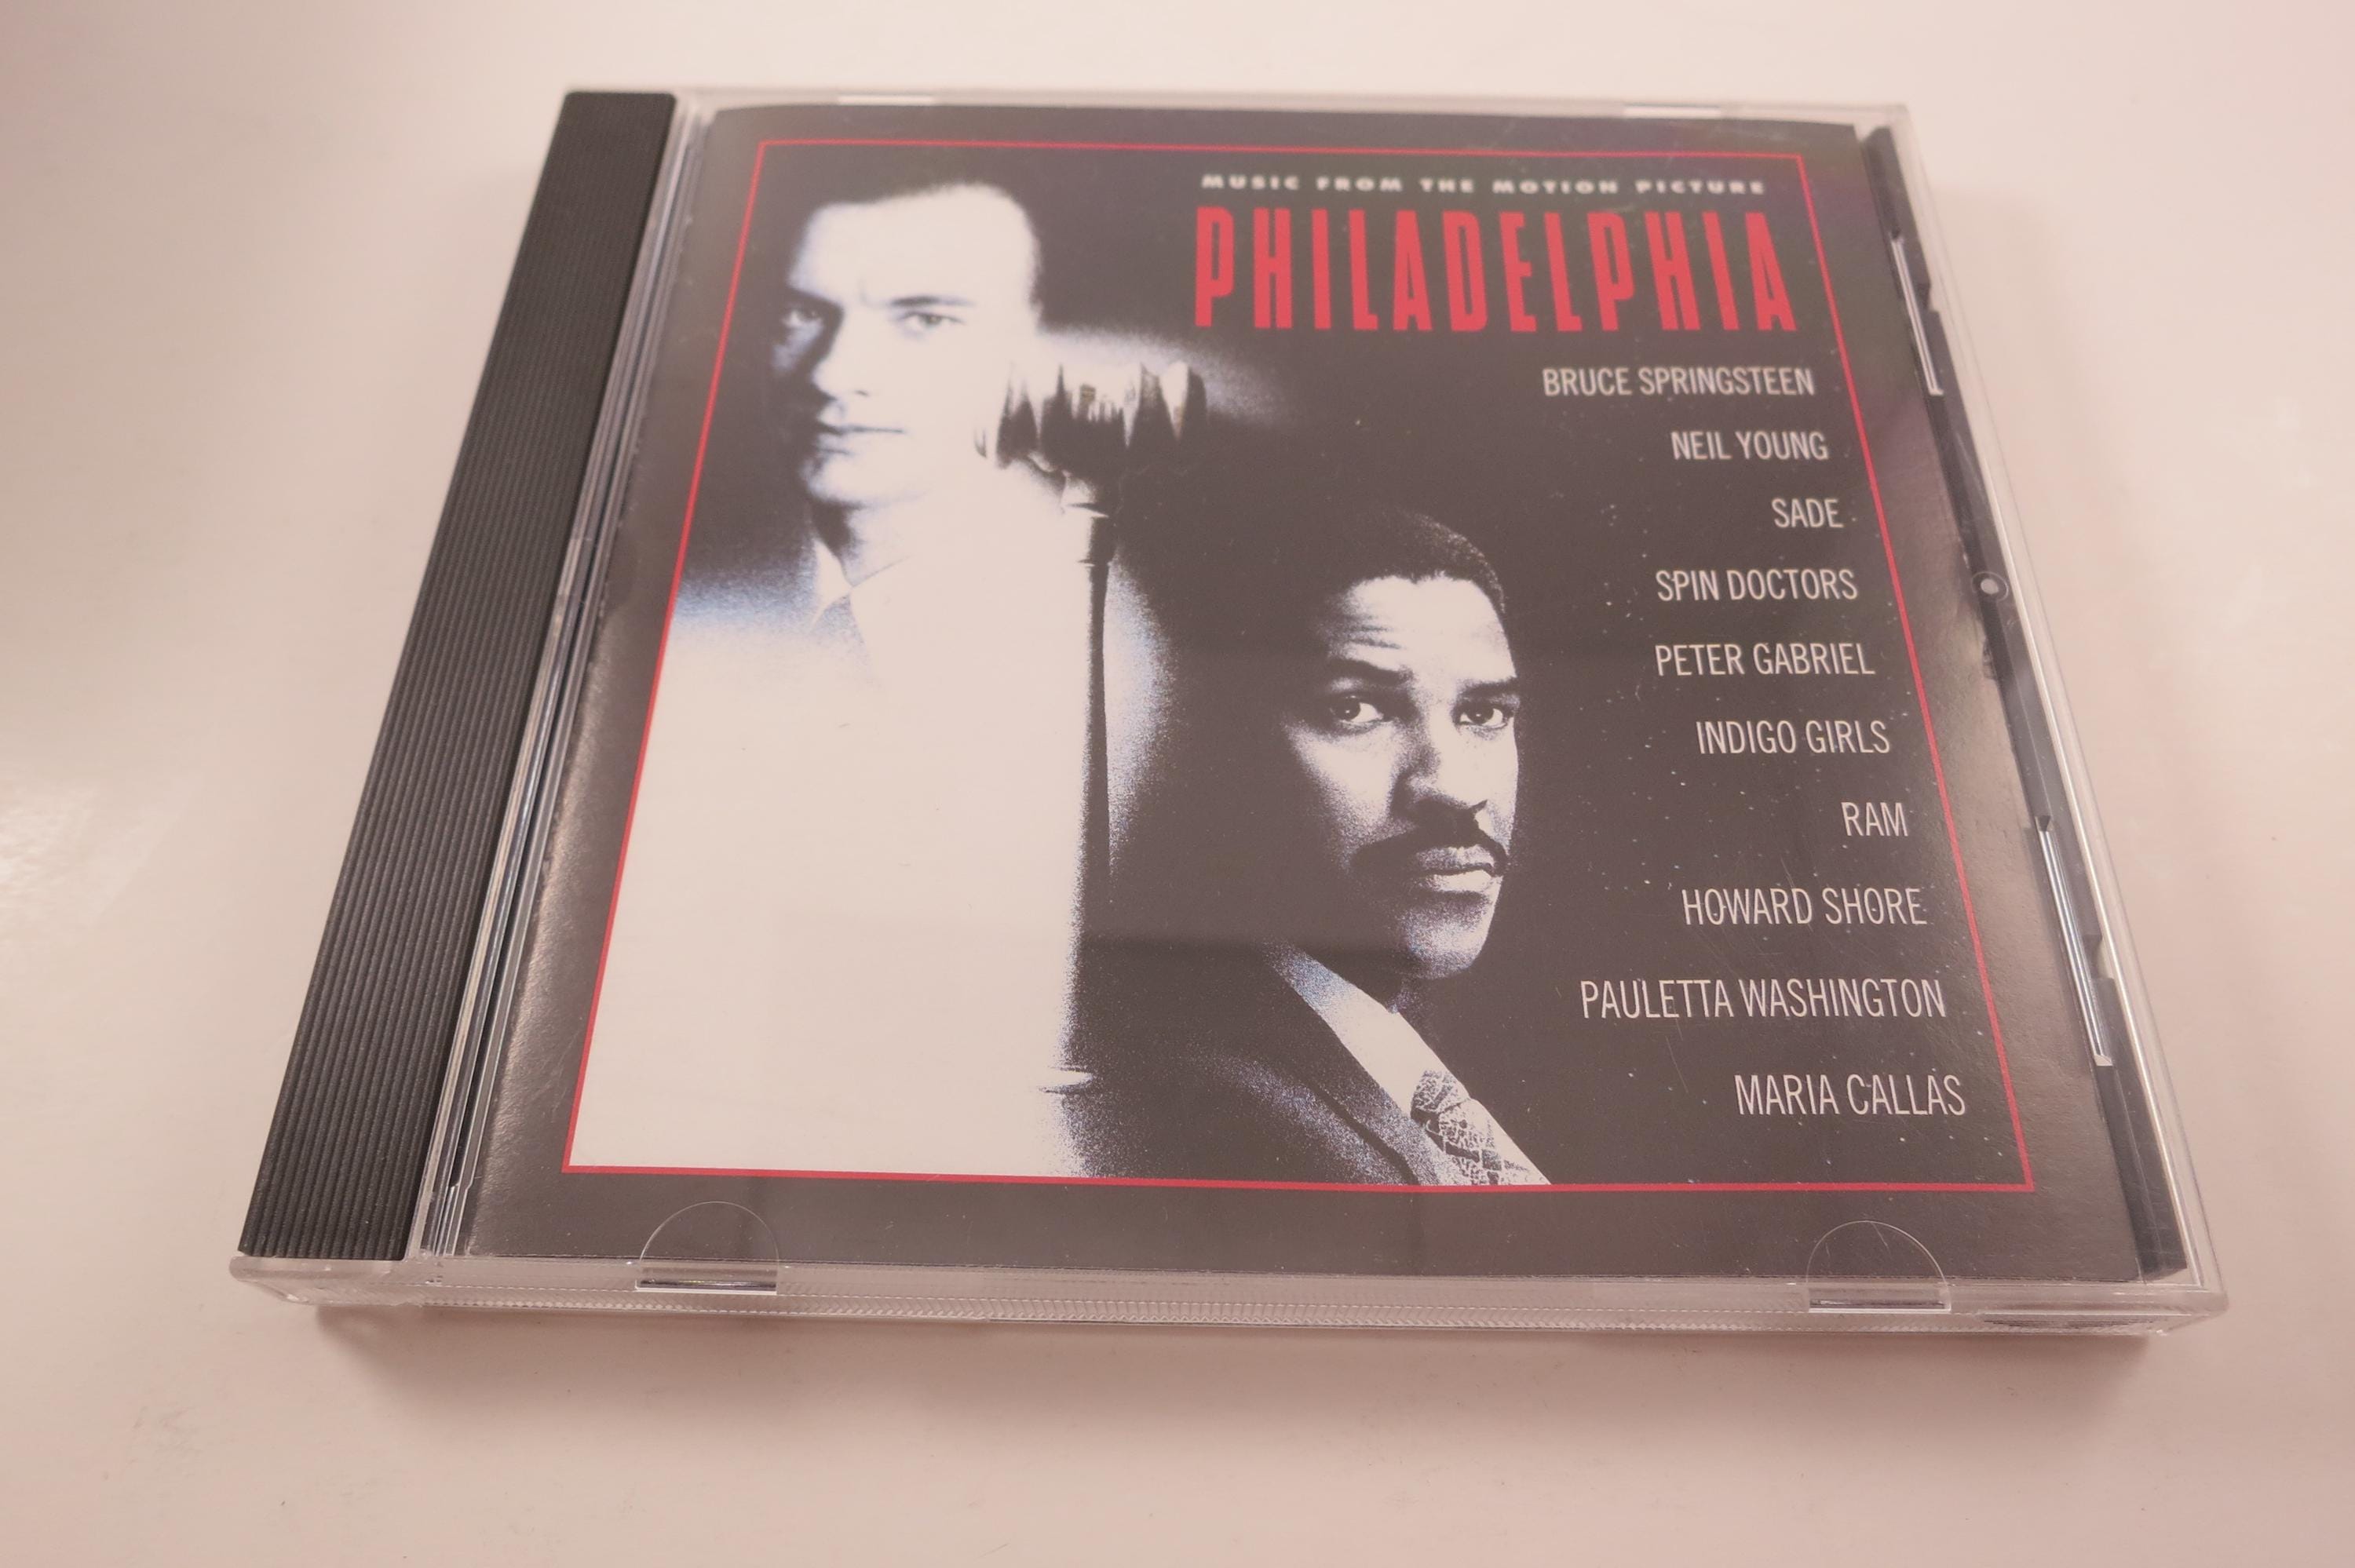 MUSIC FROM THE MOTION PICTURE
PHILADELPHIA
BRUCE SPRINGSTEEN
NEIL YOUNG
SADE
SPIN DOCTORS
PETER GABRIEL
INDIGO GIRLS
RAM
HOWARD SHORE
PAULETTA WASHINGTON
MARIA CALLAS